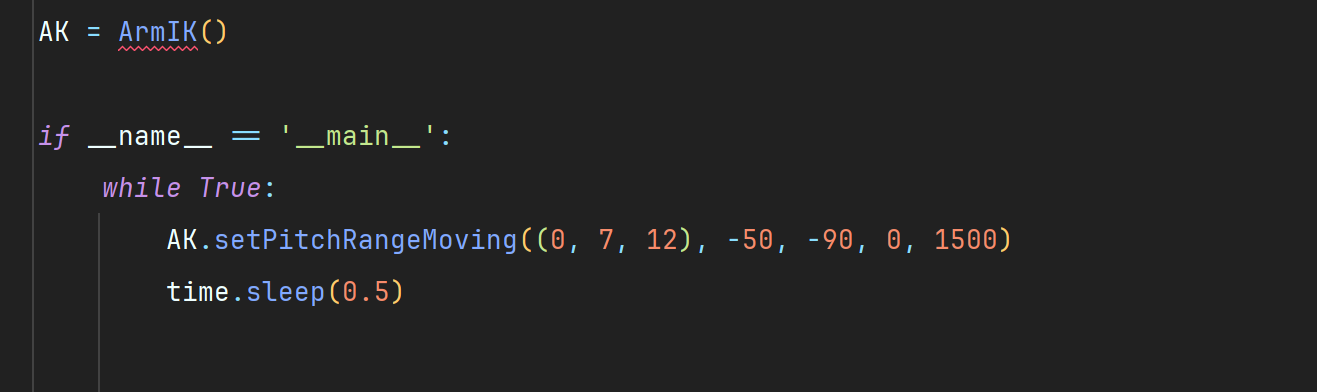 AK = ArmIK()
if __name__ == '__main__':
while True:
AK.setPitchRangeMoving((0, 7, 12), -50, -90, 0, 1500)
time.sleep(0.5)